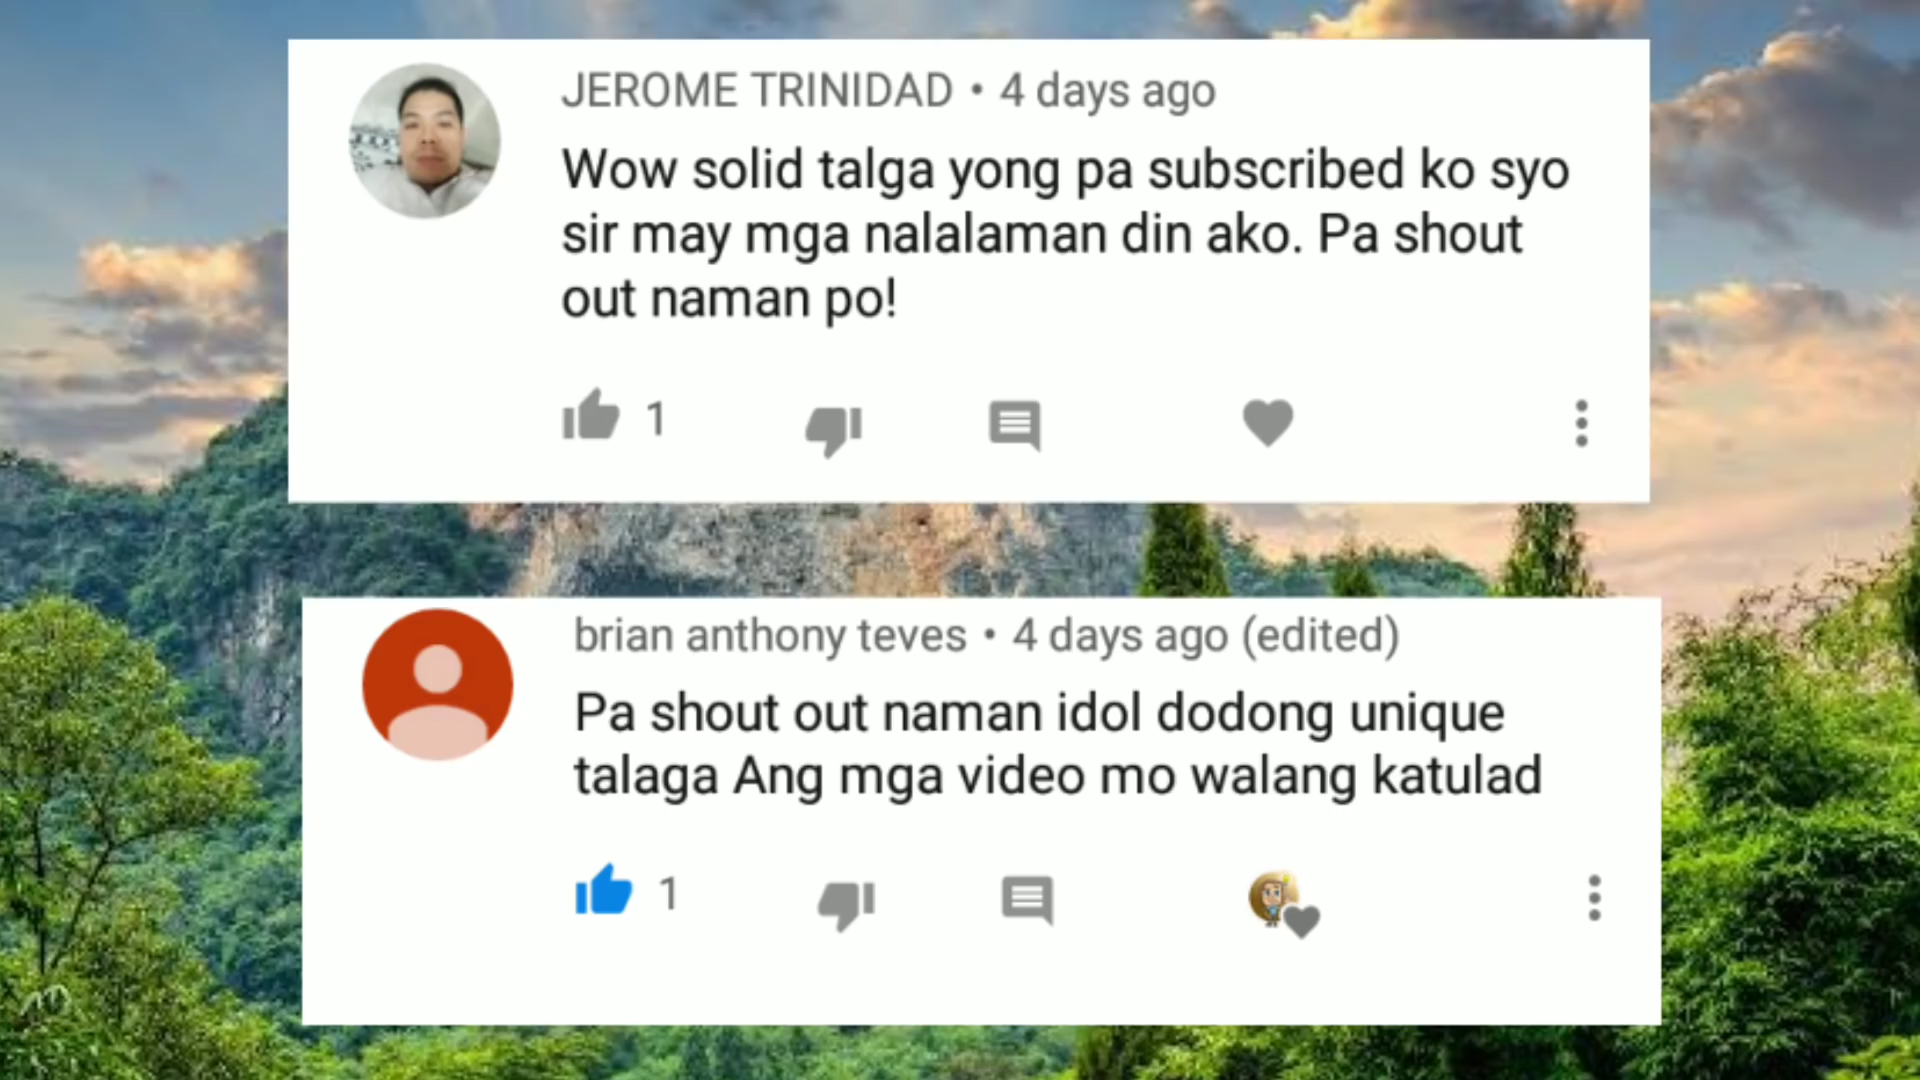 JEROME TRINIDAD • 4 days ago
Wow solid talga yong pa subscribed ko syo
sir may mga nalalaman din ako. Pa shout
out naman po!
1
brian anthony teves • 4 days ago (edited)
Pa shout out naman idol dodong unique
talaga Ang mga video mo walang katulad
1